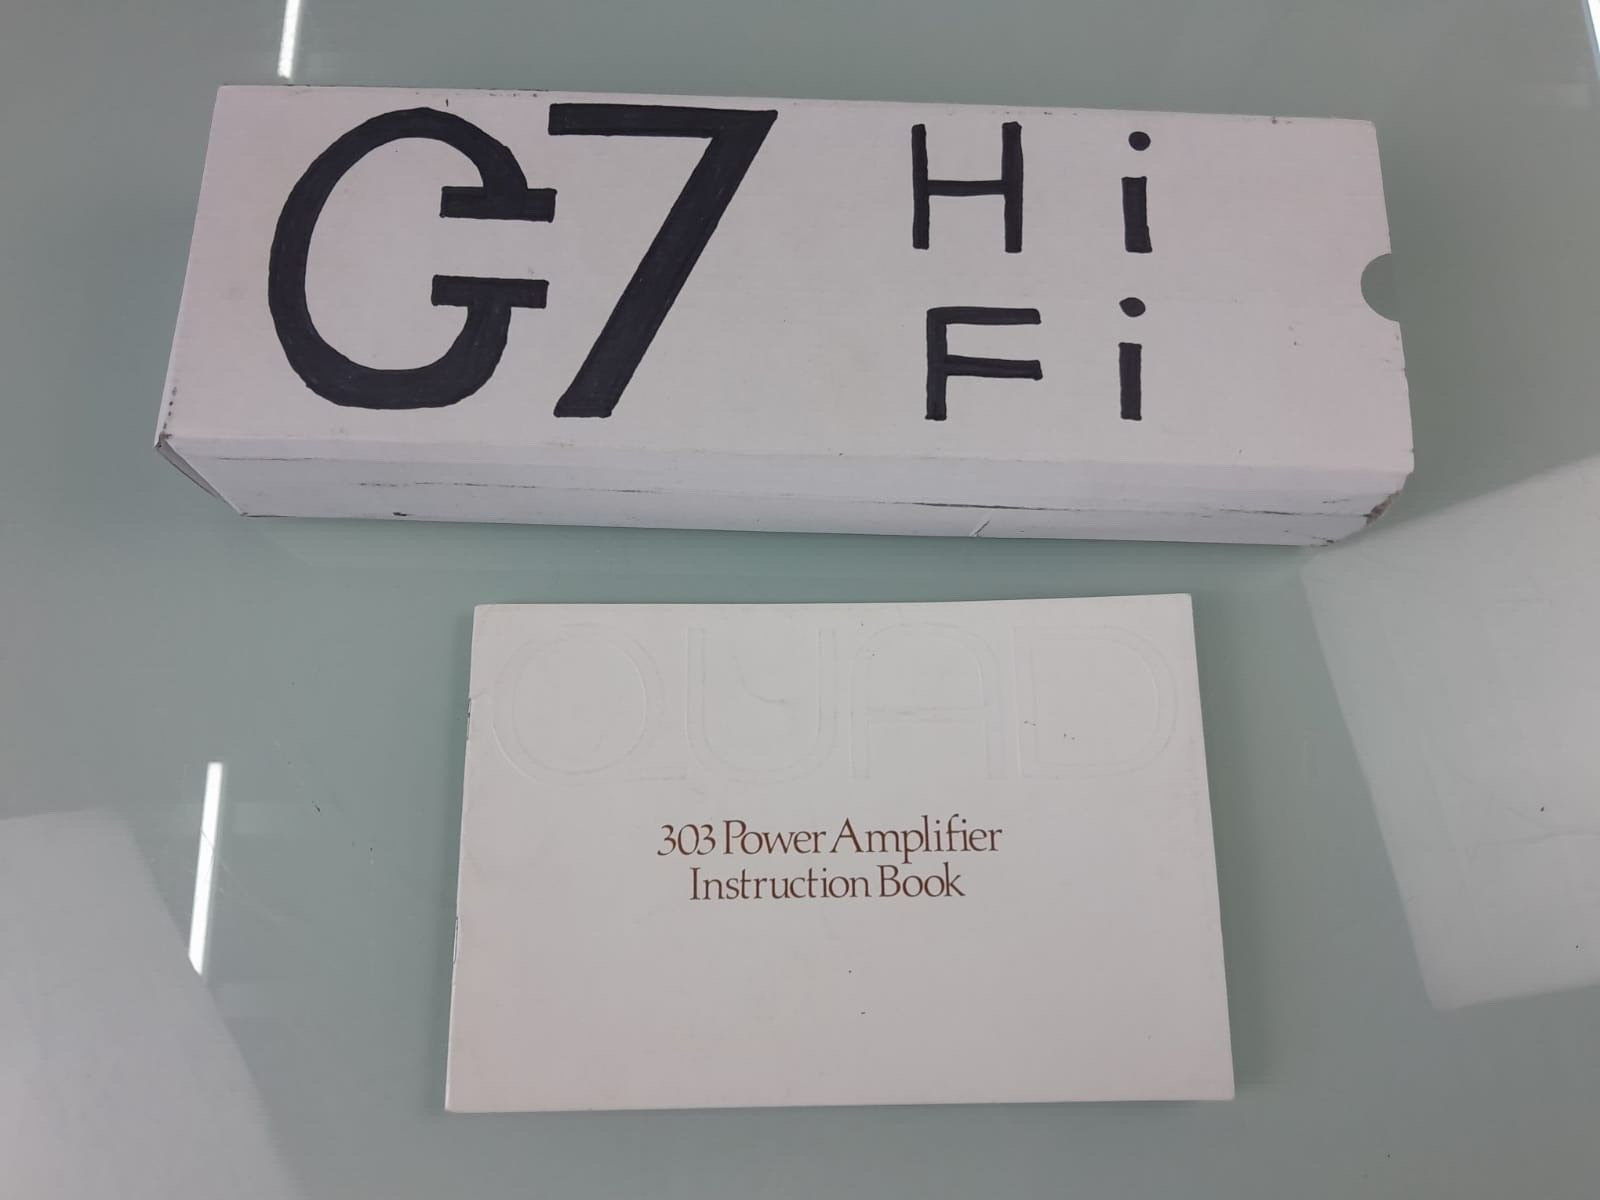 G7 Hi
Fi
QUAD
303 Power Amplifier
Instruction Book